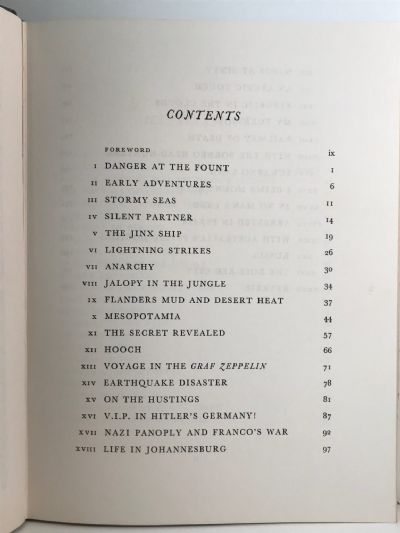 CONTENTS
FOREWORD ix
I DANGER AT THE FOUNT 1
II EARLY ADVENTURES 6
III STORMY SEAS 11
IV SILENT PARTNER 14
V THE JINX SHIP 19
VI LIGHTNING STRIKES 26
VII ANARCHY 30
VIII JALOPY IN THE JUNGLE 34
IX FLANDERS MUD AND DESERT HEAT 37
X MESOPOTAMIA 44
XI THE SECRET REVEALED 57
XII HOOCH 66
XIII VOYAGE IN THE GRAF ZEPPELIN 71
XIV EARTHQUAKE DISASTER 78
XV ON THE HUSTINGS 81
XVI V.I.P. IN HITLER'S GERMANY! 87
XVII NAZI PANOPLY AND FRANCO'S WAR 92
XVIII LIFE IN JOHANNESBURG 97